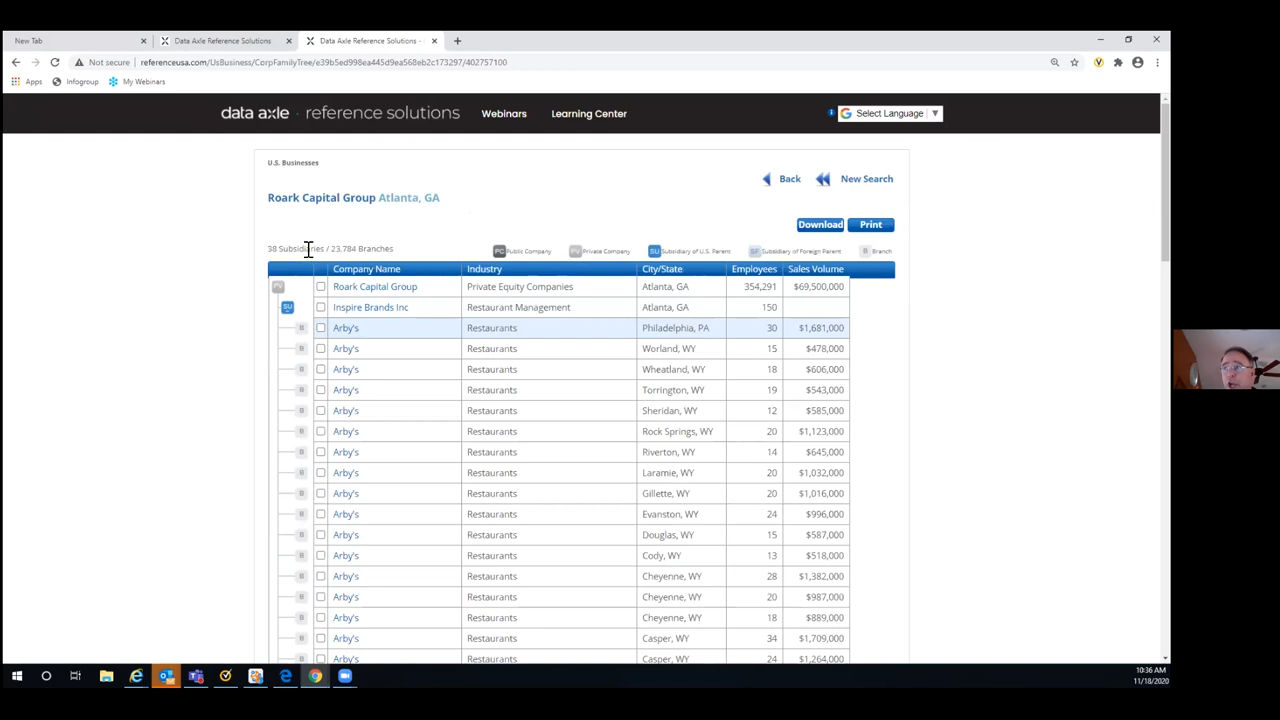 New Tab
Data Axle Reference Solutions
Data Axle Reference Solutions -
Not secure | referenceusa.com/UsBusiness/CorpFamilyTree/e39b5ed998ea445d5d9ea568eb2c173297/402757100
Apps Infogroup My Webinars
data axle reference solutions
Webinars
Learning Center
Select Language
U.S. Businesses
Back New Search
Roark Capital Group Atlanta, GA
Download Print
38 Subsidiaries / 23,784 Branches
PC Public Company PV Private Company SU Subsidiary of U.S. Parent SF Subsidiary of Foreign Parent B Branch
Company Name Industry City/State Employees Sales Volume
PV Roark Capital Group Private Equity Companies Atlanta, GA 354,291 $69,500,000
SU Inspire Brands Inc Restaurant Management Atlanta, GA 150
B Arby's Restaurants Philadelphia, PA 30 $1,681,000
B Arby's Restaurants Worland, WY 15 $478,000
B Arby's Restaurants Wheatland, WY 18 $606,000
B Arby's Restaurants Torrington, WY 19 $543,000
B Arby's Restaurants Sheridan, WY 12 $585,000
B Arby's Restaurants Rock Springs, WY 20 $1,123,000
B Arby's Restaurants Riverton, WY 14 $645,000
B Arby's Restaurants Laramie, WY 20 $1,032,000
B Arby's Restaurants Gillette, WY 20 $1,016,000
B Arby's Restaurants Evanston, WY 24 $996,000
B Arby's Restaurants Douglas, WY 15 $587,000
B Arby's Restaurants Cody, WY 13 $518,000
B Arby's Restaurants Cheyenne, WY 28 $1,382,000
B Arby's Restaurants Cheyenne, WY 20 $987,000
B Arby's Restaurants Cheyenne, WY 18 $889,000
B Arby's Restaurants Casper, WY 34 $1,709,000
B Arby's Restaurants Casper, WY 24 $1,264,000
10:36 AM
11/18/2020